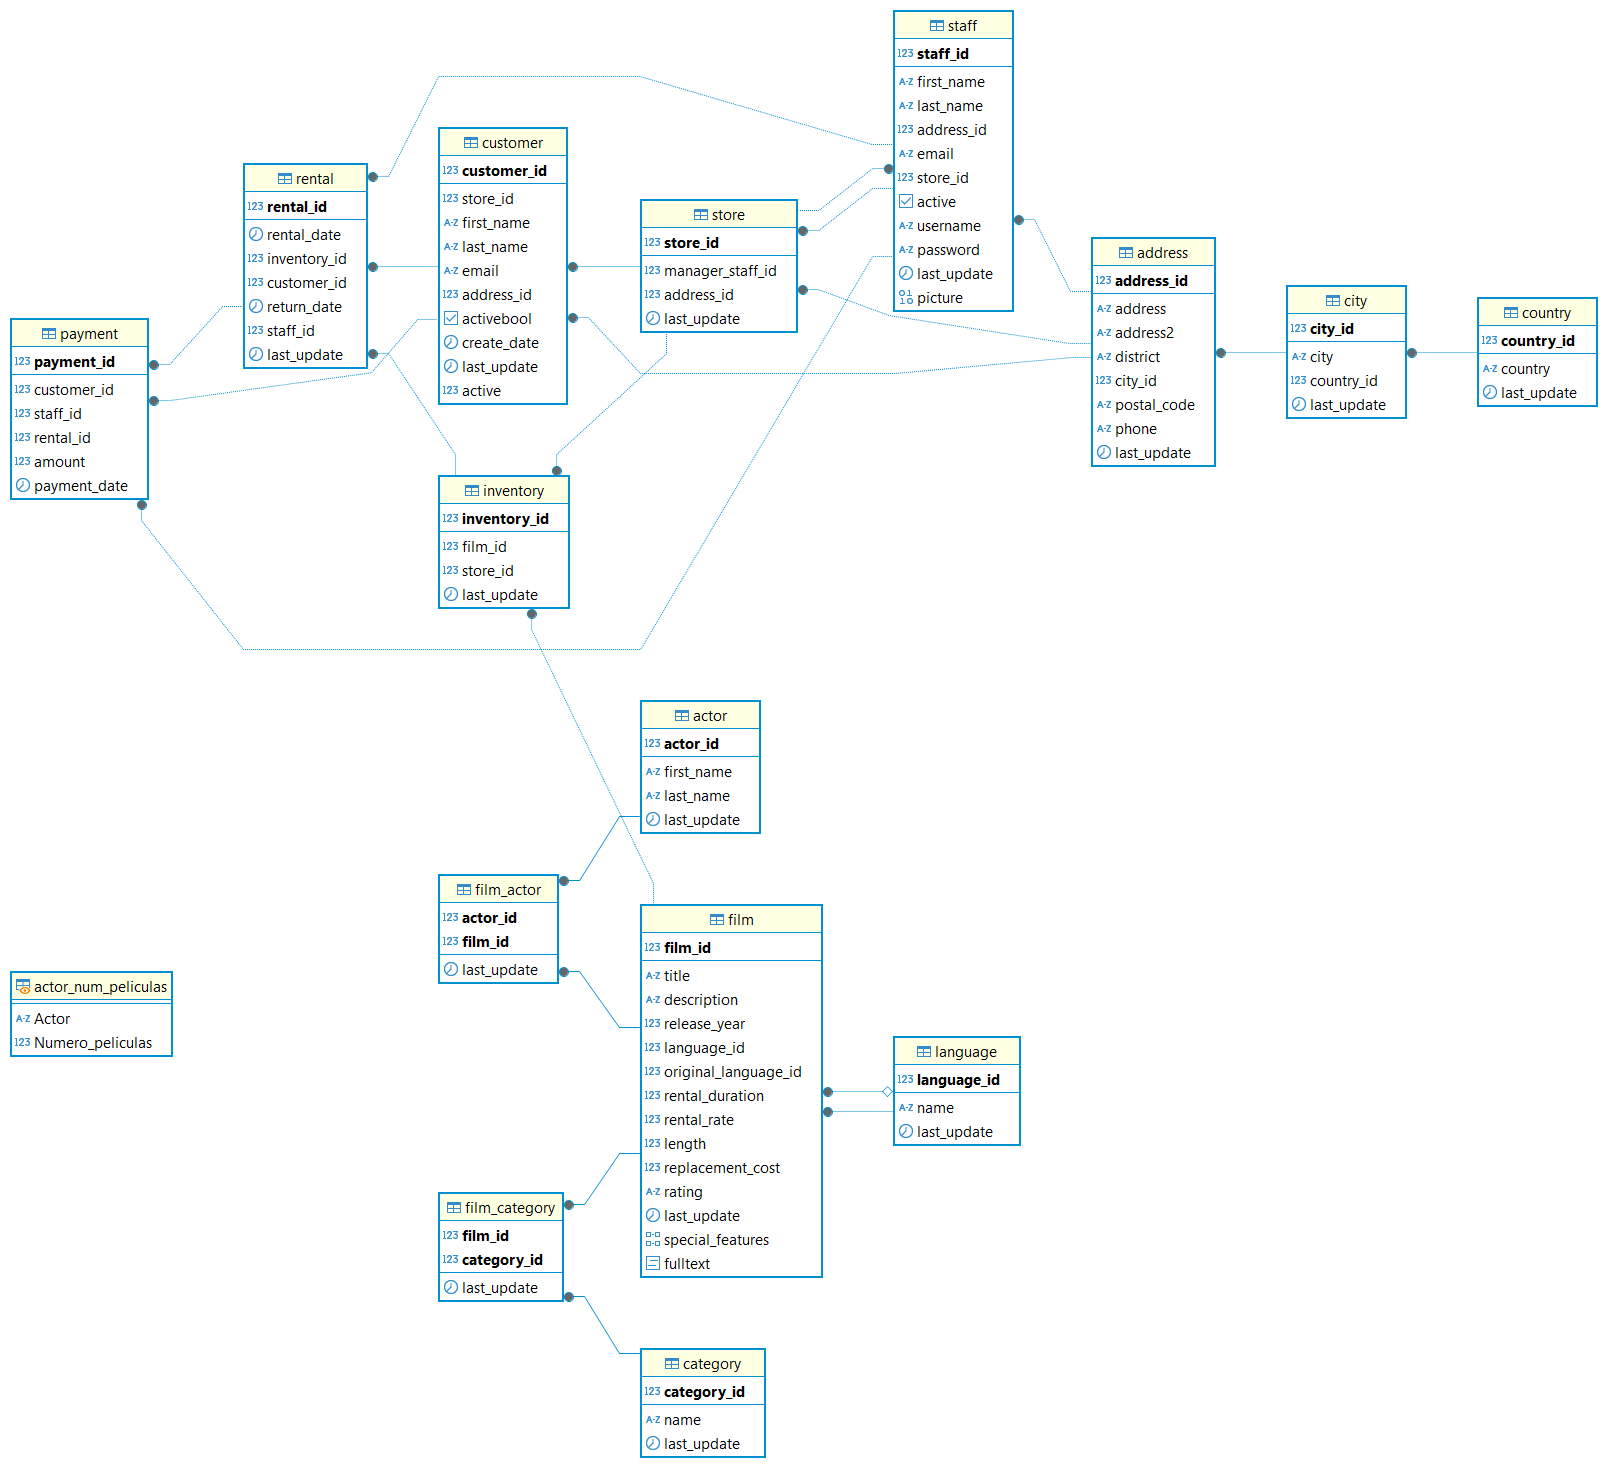 staff
123 staff_id
A-Z first_name
A-Z last_name
123 address_id
A-Z email
123 store_id
active
A-Z username
A-Z password
last_update
picture
customer
123 customer_id
123 store_id
A-Z first_name
A-Z last_name
A-Z email
123 address_id
activebool
create_date
last_update
123 active
rental
123 rental_id
rental_date
123 inventory_id
123 customer_id
return_date
123 staff_id
last_update
store
123 store_id
123 manager_staff_id
123 address_id
last_update
address
123 address_id
A-Z address
A-Z address2
A-Z district
123 city_id
A-Z postal_code
A-Z phone
last_update
city
123 city_id
A-Z city
123 country_id
last_update
country
123 country_id
A-Z country
last_update
payment
123 payment_id
123 customer_id
123 staff_id
123 rental_id
123 amount
payment_date
inventory
123 inventory_id
123 film_id
123 store_id
last_update
actor
123 actor_id
A-Z first_name
A-Z last_name
last_update
film_actor
123 actor_id
123 film_id
last_update
film
123 film_id
A-Z title
A-Z description
123 release_year
123 language_id
123 original_language_id
123 rental_duration
123 rental_rate
123 length
123 replacement_cost
A-Z rating
last_update
special_features
fulltext
actor_num_peliculas
A-Z Actor
123 Numero_peliculas
language
123 language_id
A-Z name
last_update
film_category
123 film_id
123 category_id
last_update
category
123 category_id
A-Z name
last_update